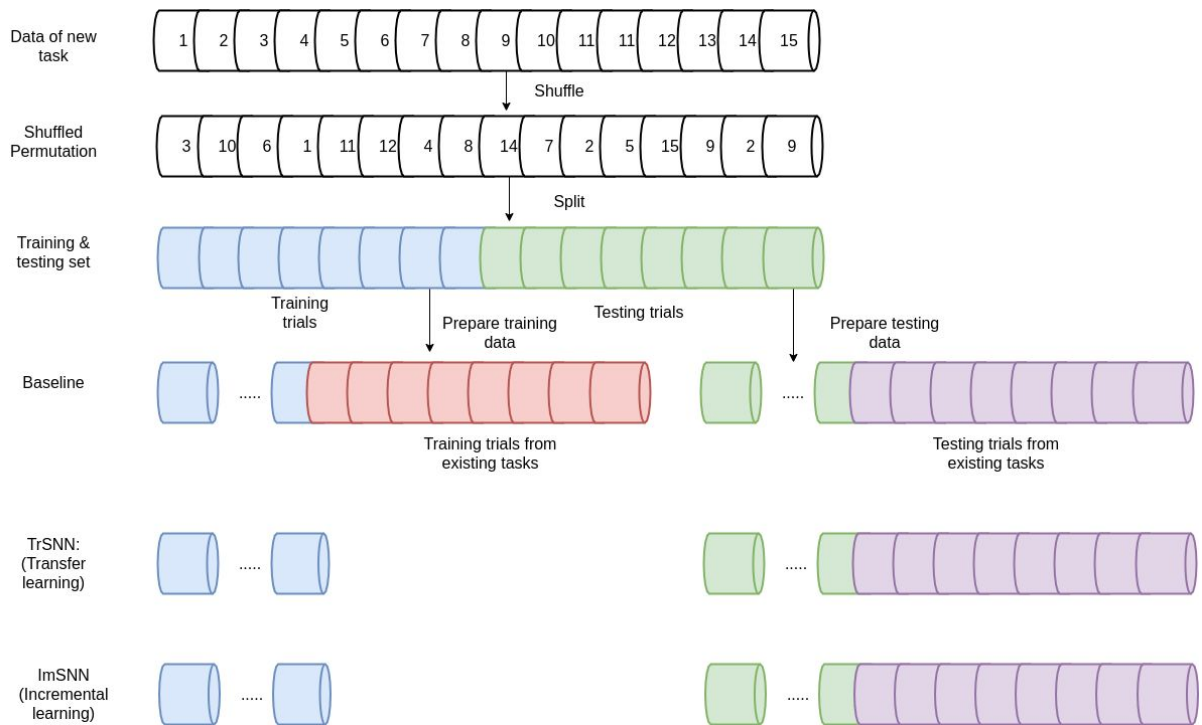 Data of new
task
1 2 3 4 5 6 7 8 9 10 11 11 12 13 14 15
Shuffle
Shuffled
Permutation
3 10 6 1 11 12 4 8 14 7 2 5 15 9 2 9
Split
Training &
testing set
Training
trials
Testing trials
Prepare training
data
Prepare testing
data
Baseline
.....
.....
Training trials from
existing tasks
Testing trials from
existing tasks
TrSNN:
(Transfer
learning)
.....
.....
ImSNN
(Incremental
learning)
.....
.....